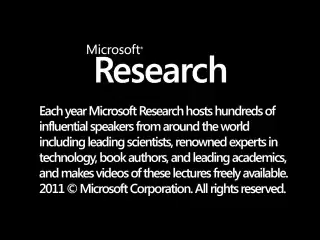 Microsoft®
Research
Each year Microsoft Research hosts hundreds of
influential speakers from around the world
including leading scientists, renowned experts in
technology, book authors, and leading academics,
and makes videos of these lectures freely available.
2011 © Microsoft Corporation. All rights reserved.